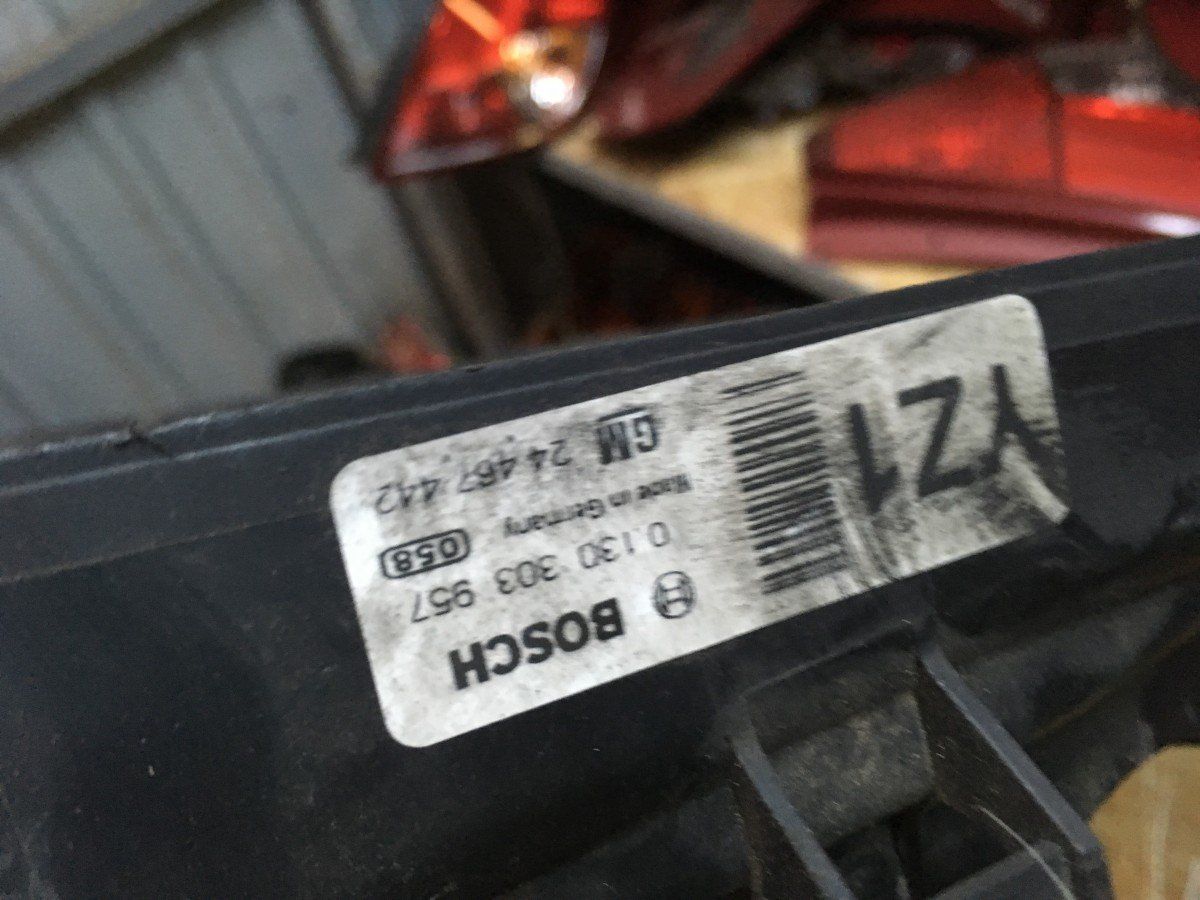 BOSCH
0 130 303 957
Made in Germany
058
GM 24 467 442
YZ1